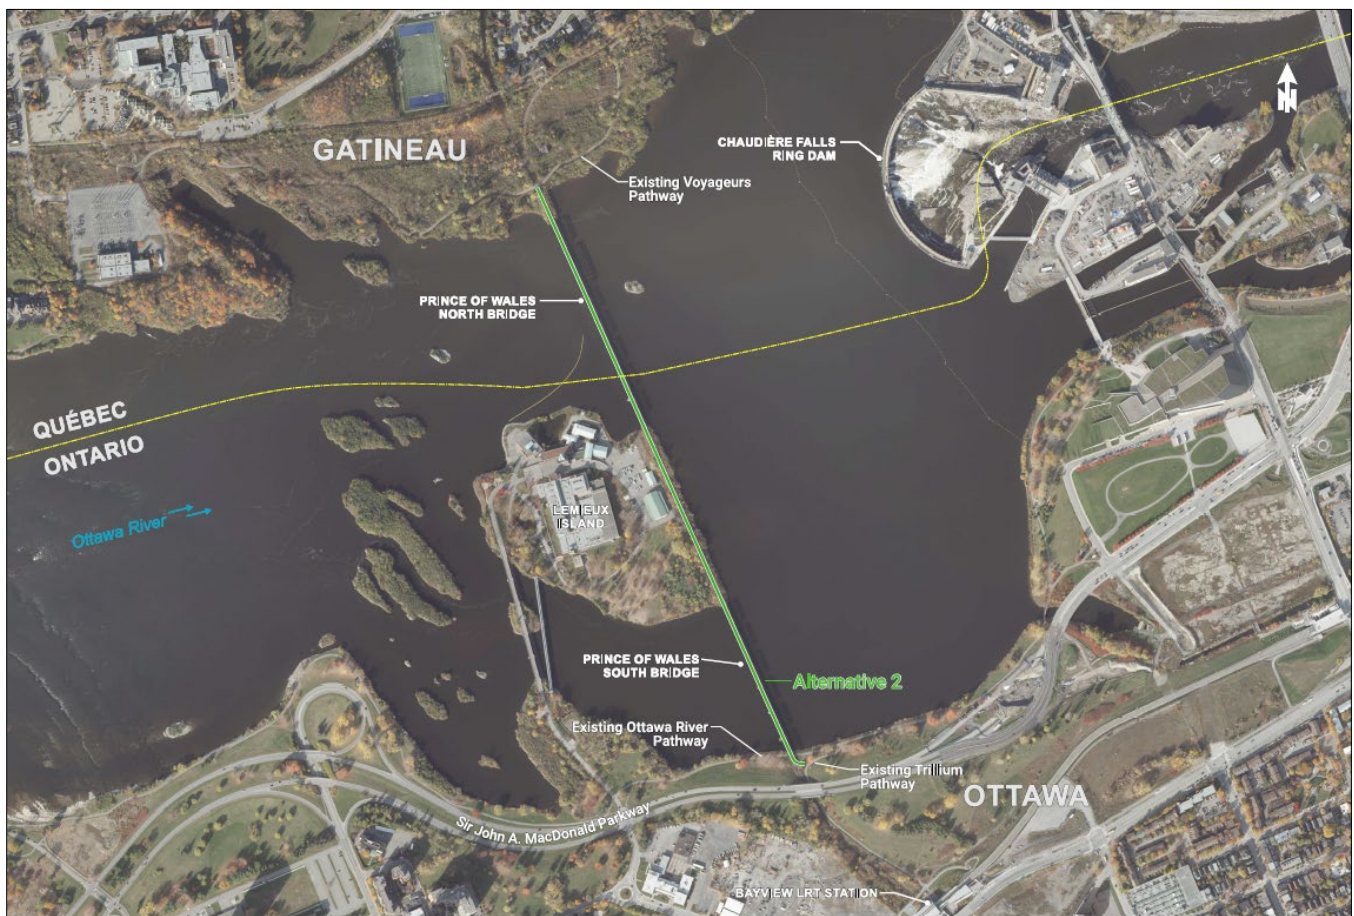 GATINEAU
CHAUDIÈRE FALLS
RING DAM
N
Existing Voyageurs
Pathway
PRINCE OF WALES
NORTH BRIDGE
QUÉBEC
ONTARIO
Ottawa River
LEMIEUX
ISLAND
PRINCE OF WALES
SOUTH BRIDGE
Alternative 2
Existing Ottawa River
Pathway
Existing Trillium
Pathway
OTTAWA
Sir John A. MacDonald Parkway
BAYVIEW LRT STATION